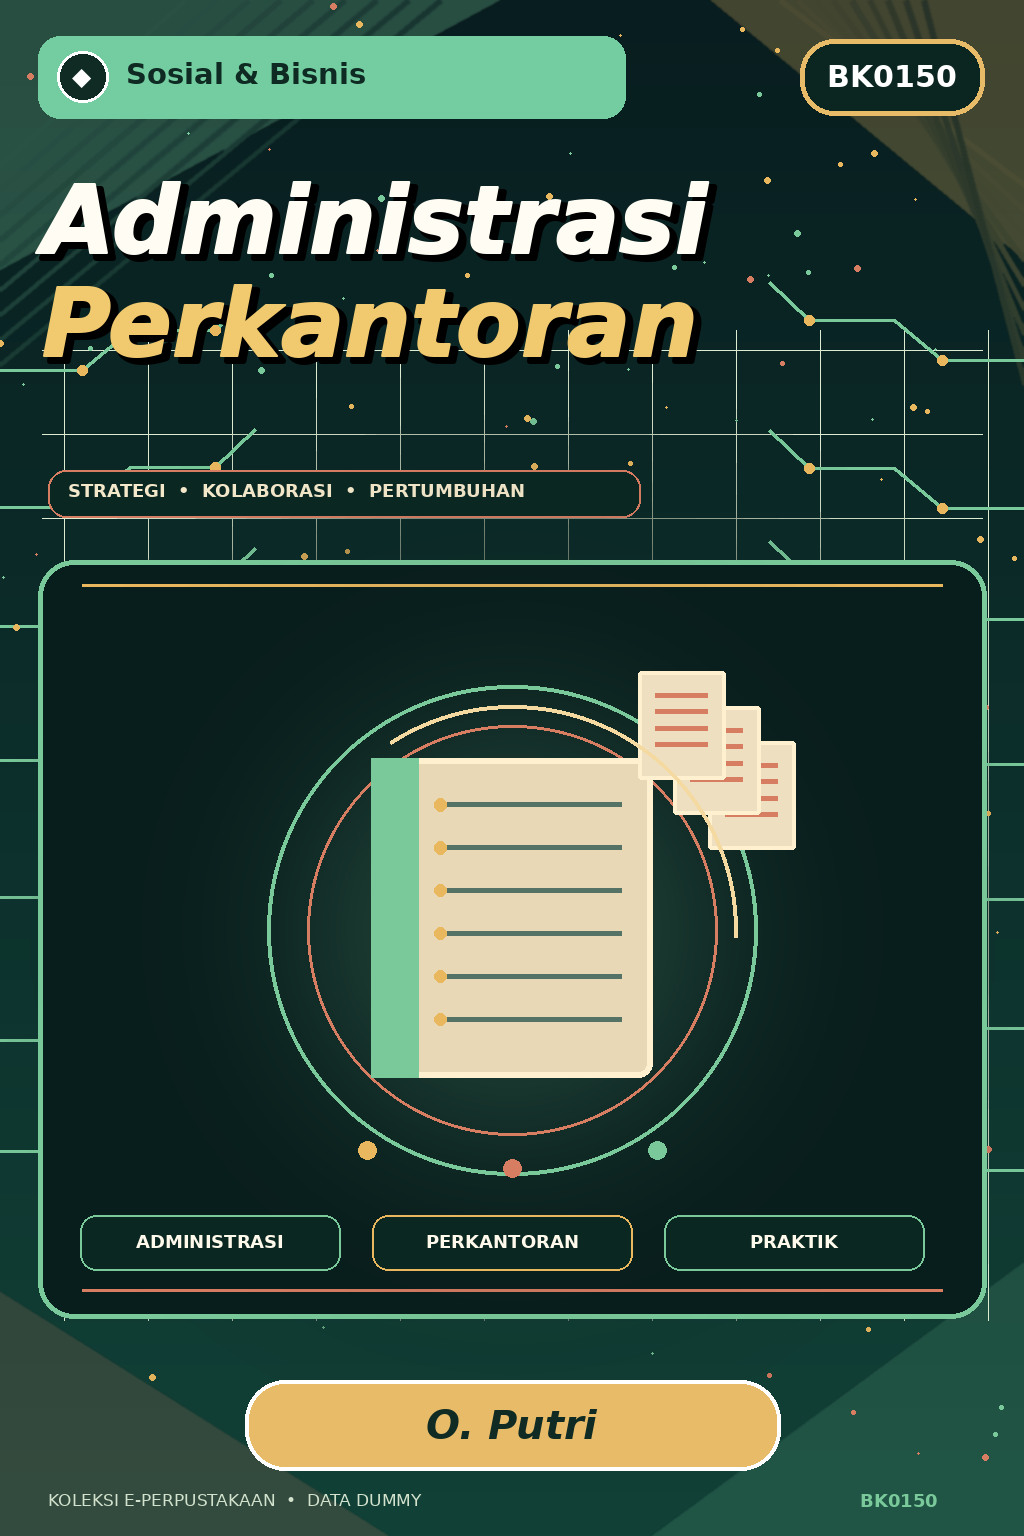 Sosial & Bisnis
BK0150
Administrasi
Perkantoran
STRATEGI • KOLABORASI • PERTUMBUHAN
ADMINISTRASI
PERKANTORAN
PRAKTIK
O. Putri
KOLEKSI E-PERPUSTAKAAN • DATA DUMMY
BK0150